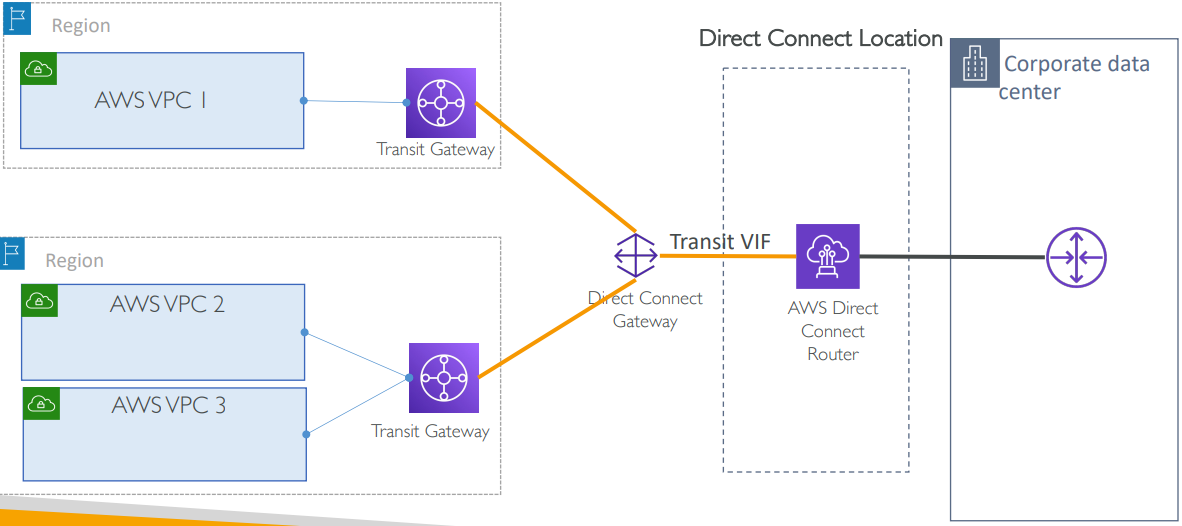 Region
AWS VPC 1
Transit Gateway
Region
AWS VPC 2
AWS VPC 3
Transit Gateway
Direct Connect
Gateway
Transit VIF
Direct Connect Location
AWS Direct
Connect
Router
Corporate data
center